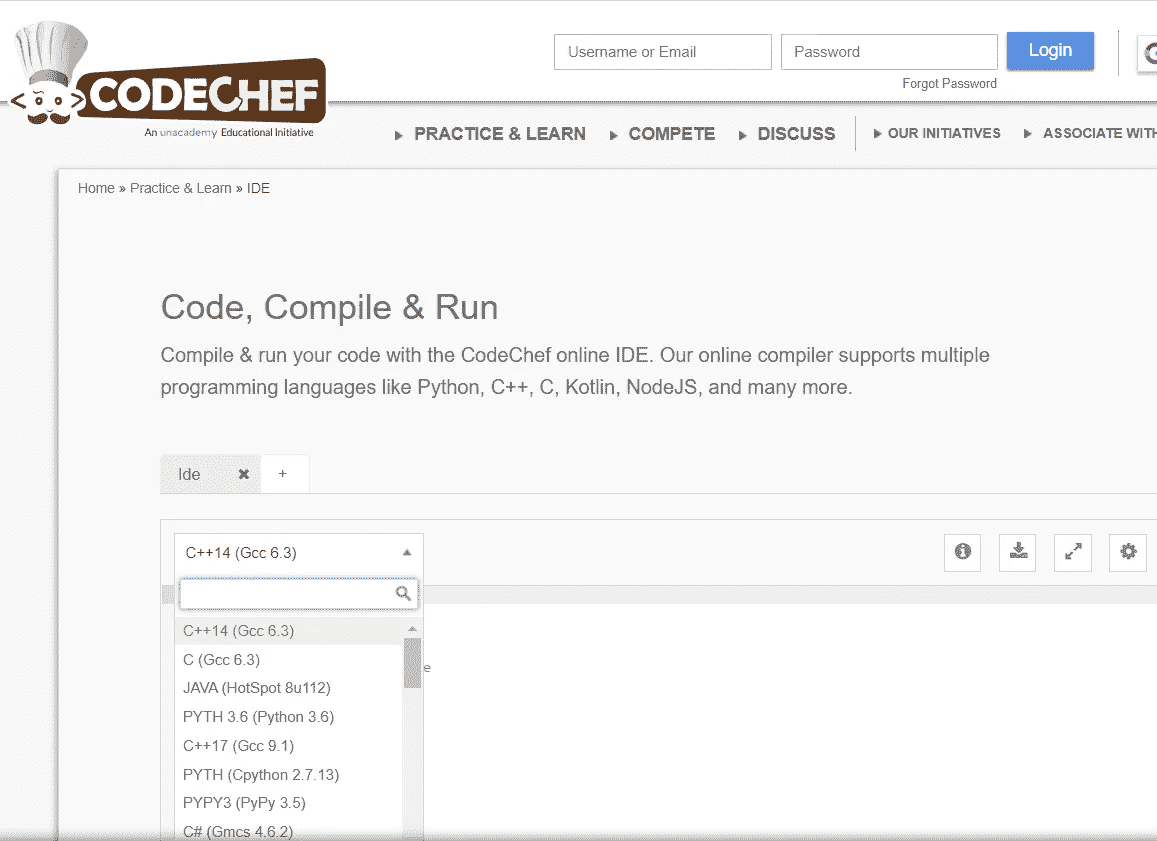 Username or Email
Password
Login
Forgot Password
CODECHEF
An unacademy Educational Initiative
PRACTICE & LEARN
COMPETE
DISCUSS
OUR INITIATIVES
ASSOCIATE WITH
Home » Practice & Learn » IDE
Code, Compile & Run
Compile & run your code with the CodeChef online IDE. Our online compiler supports multiple
programming languages like Python, C++, C, Kotlin, NodeJS, and many more.
Ide
+
C++14 (Gcc 6.3)
C++14 (Gcc 6.3)
C (Gcc 6.3)
e
JAVA (HotSpot 8u112)
PYTH 3.6 (Python 3.6)
C++17 (Gcc 9.1)
PYTH (Cpython 2.7.13)
PYPY3 (PyPy 3.5)
C# (Gmcs 4.6.2)